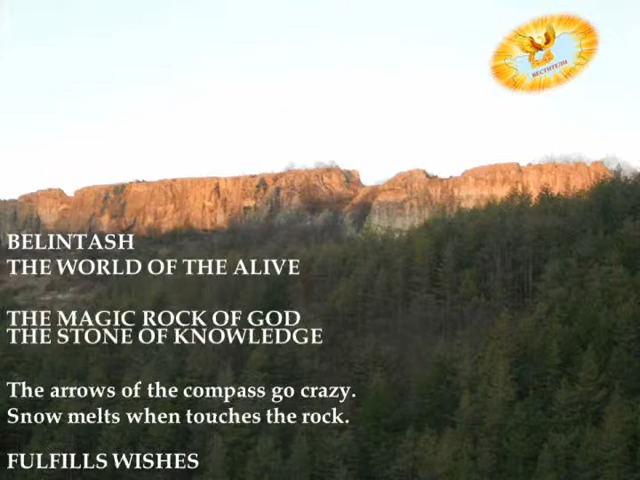 ВЕСТИТЕЛИ
BELINTASH
THE WORLD OF THE ALIVE
THE MAGIC ROCK OF GOD
THE STONE OF KNOWLEDGE
The arrows of the compass go crazy.
Snow melts when touches the rock.
FULFILLS WISHES